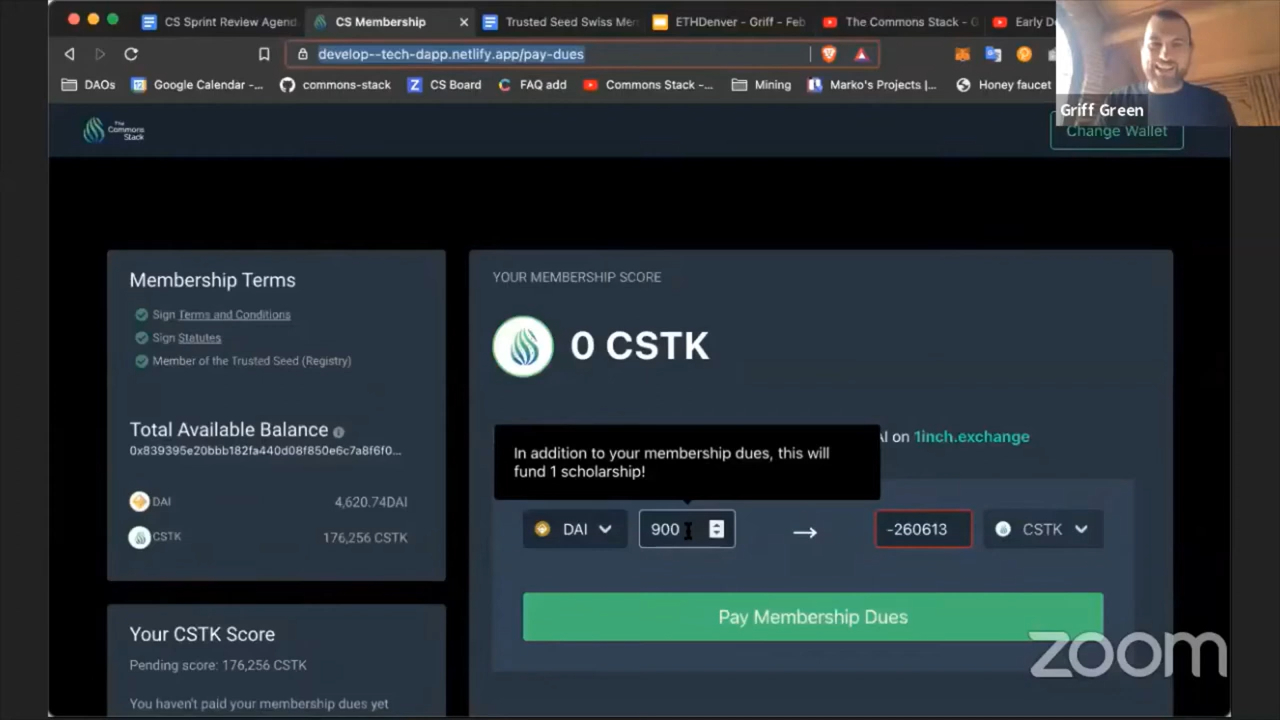 CS Sprint Review Agend
CS Membership
Trusted Seed Swiss Mem
ETHDenver - Griff - Feb
The Commons Stack - G
Early De
develop--tech-dapp.netlify.app/pay-dues
DAOs
Google Calendar -...
commons-stack
CS Board
FAQ add
Commons Stack -...
Mining
Marko's Projects |...
Honey faucet
Griff Green
The Commons Stack
Change Wallet
Membership Terms
Sign Terms and Conditions
Sign Statutes
Member of the Trusted Seed (Registry)
Total Available Balance
0x839395e20bbb182fa440d08f850e6c7a8f6f0...
DAI
4,620.74DAI
CSTK
176,256 CSTK
Your CSTK Score
Pending score: 176,256 CSTK
You haven't paid your membership dues yet
YOUR MEMBERSHIP SCORE
0 CSTK
AI on 1inch.exchange
In addition to your membership dues, this will
fund 1 scholarship!
DAI
900
-260613
CSTK
Pay Membership Dues
zoom